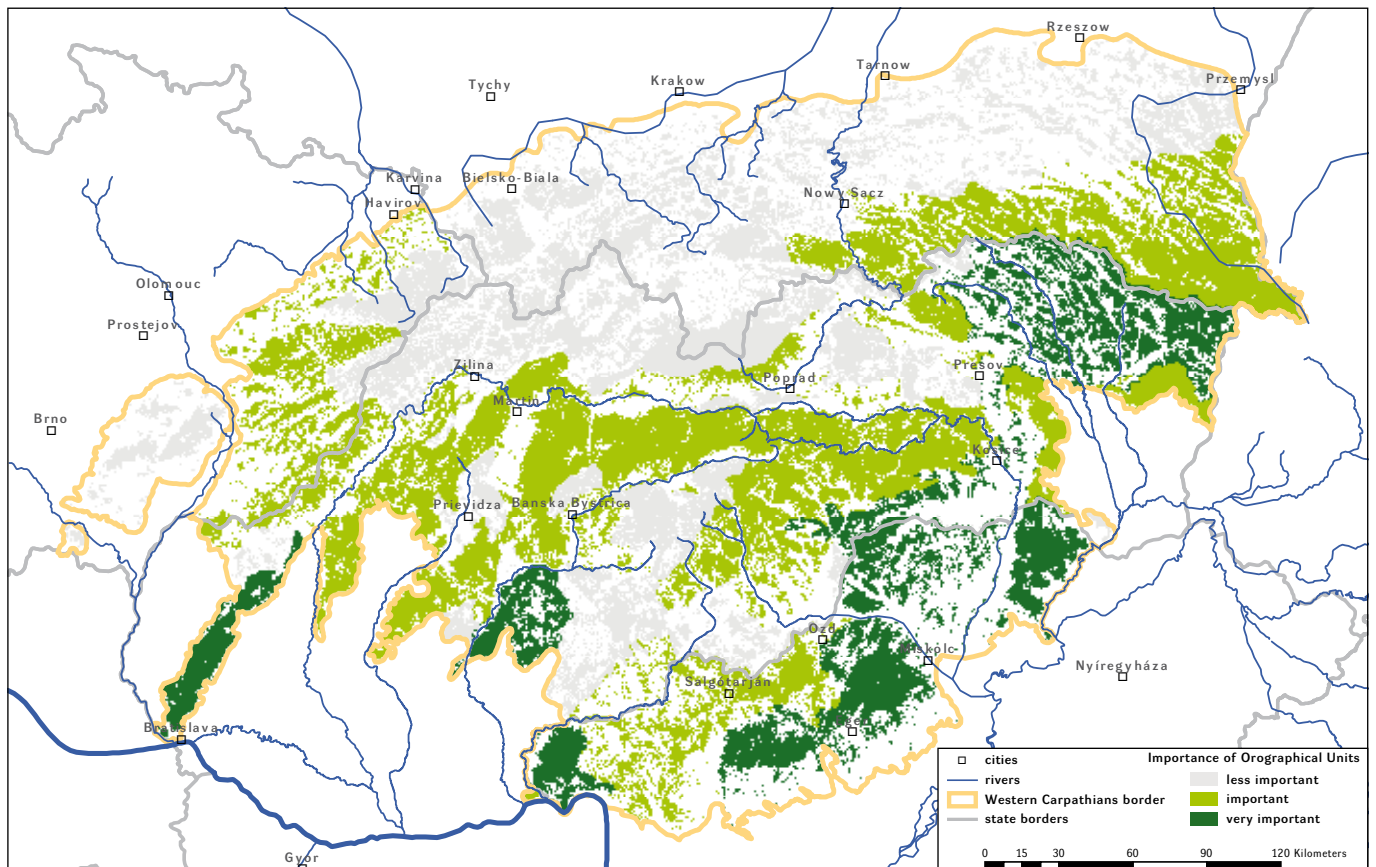 Rzeszow
Tarnow
Tychy
Krakow
Przemysl
Karvina
Bielsko-Biala
Havirov
Nowy Sacz
Olomouc
Prostejov
Zilina
Poprad
Presov
Martin
Brno
Kosice
Prievidza
Banska Bystrica
Ozd
Miskolc
Nyíregyháza
Salgótarján
Eger
Bratislava
Györ
cities
rivers
Western Carpathians border
state borders
Importance of Orographical Units
less important
important
very important
0 15 30 60 90 120 Kilometers